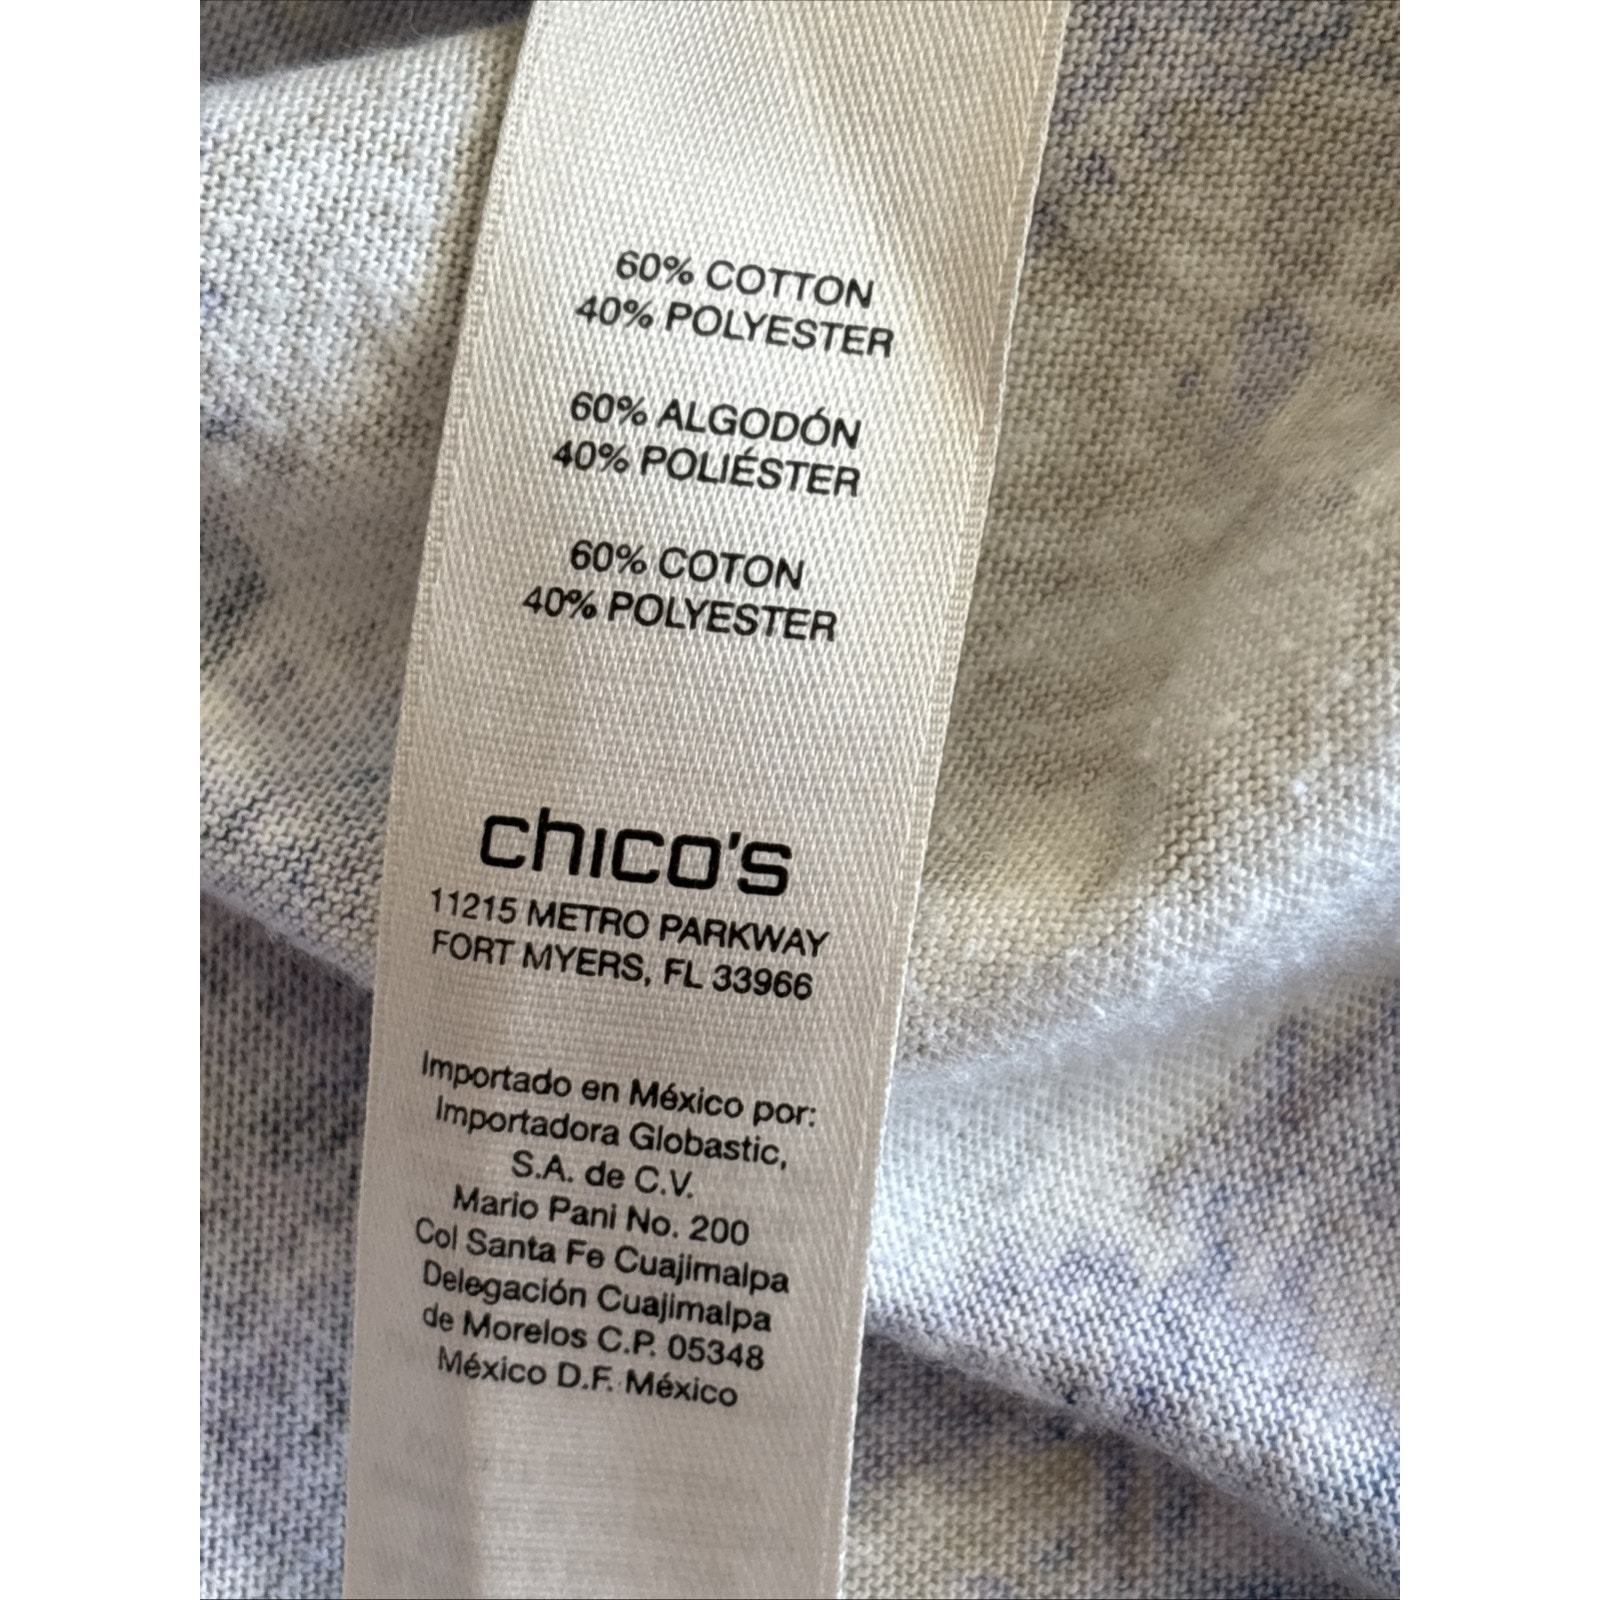 60% COTTON
40% POLYESTER
60% ALGODÓN
40% POLIÉSTER
60% COTON
40% POLYESTER
chico's
11215 METRO PARKWAY
FORT MYERS, FL 33966
Importado en México por:
Importadora Globastic,
S.A. de C.V.
Mario Pani No. 200
Col Santa Fe Cuajimalpa
Delegación Cuajimalpa
de Morelos C.P. 05348
México D.F. México